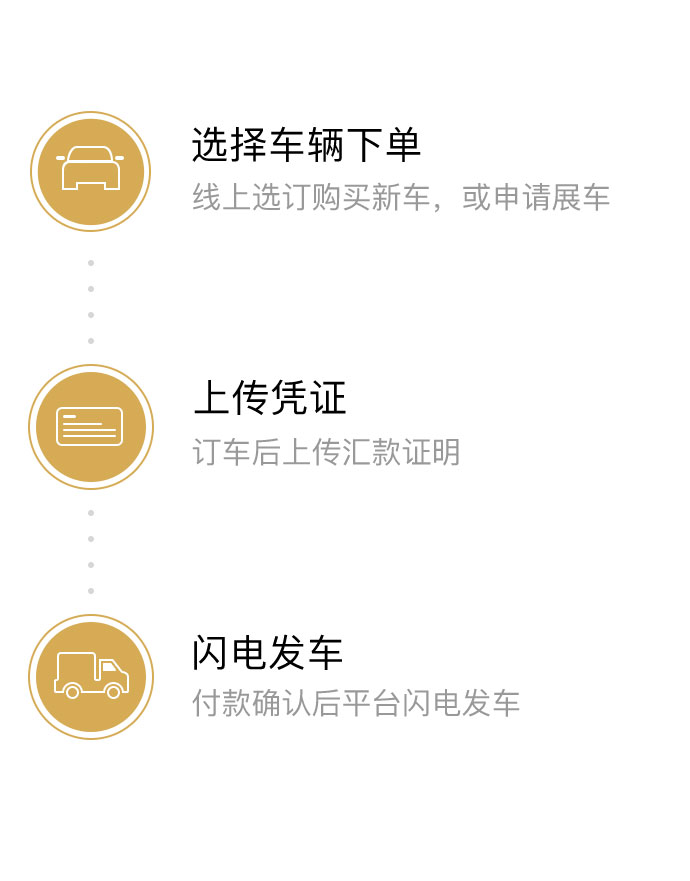 选择车辆下单
线上选订购买新车，或申请展车
上传凭证
订车后上传汇款证明
闪电发车
付款确认后平台闪电发车